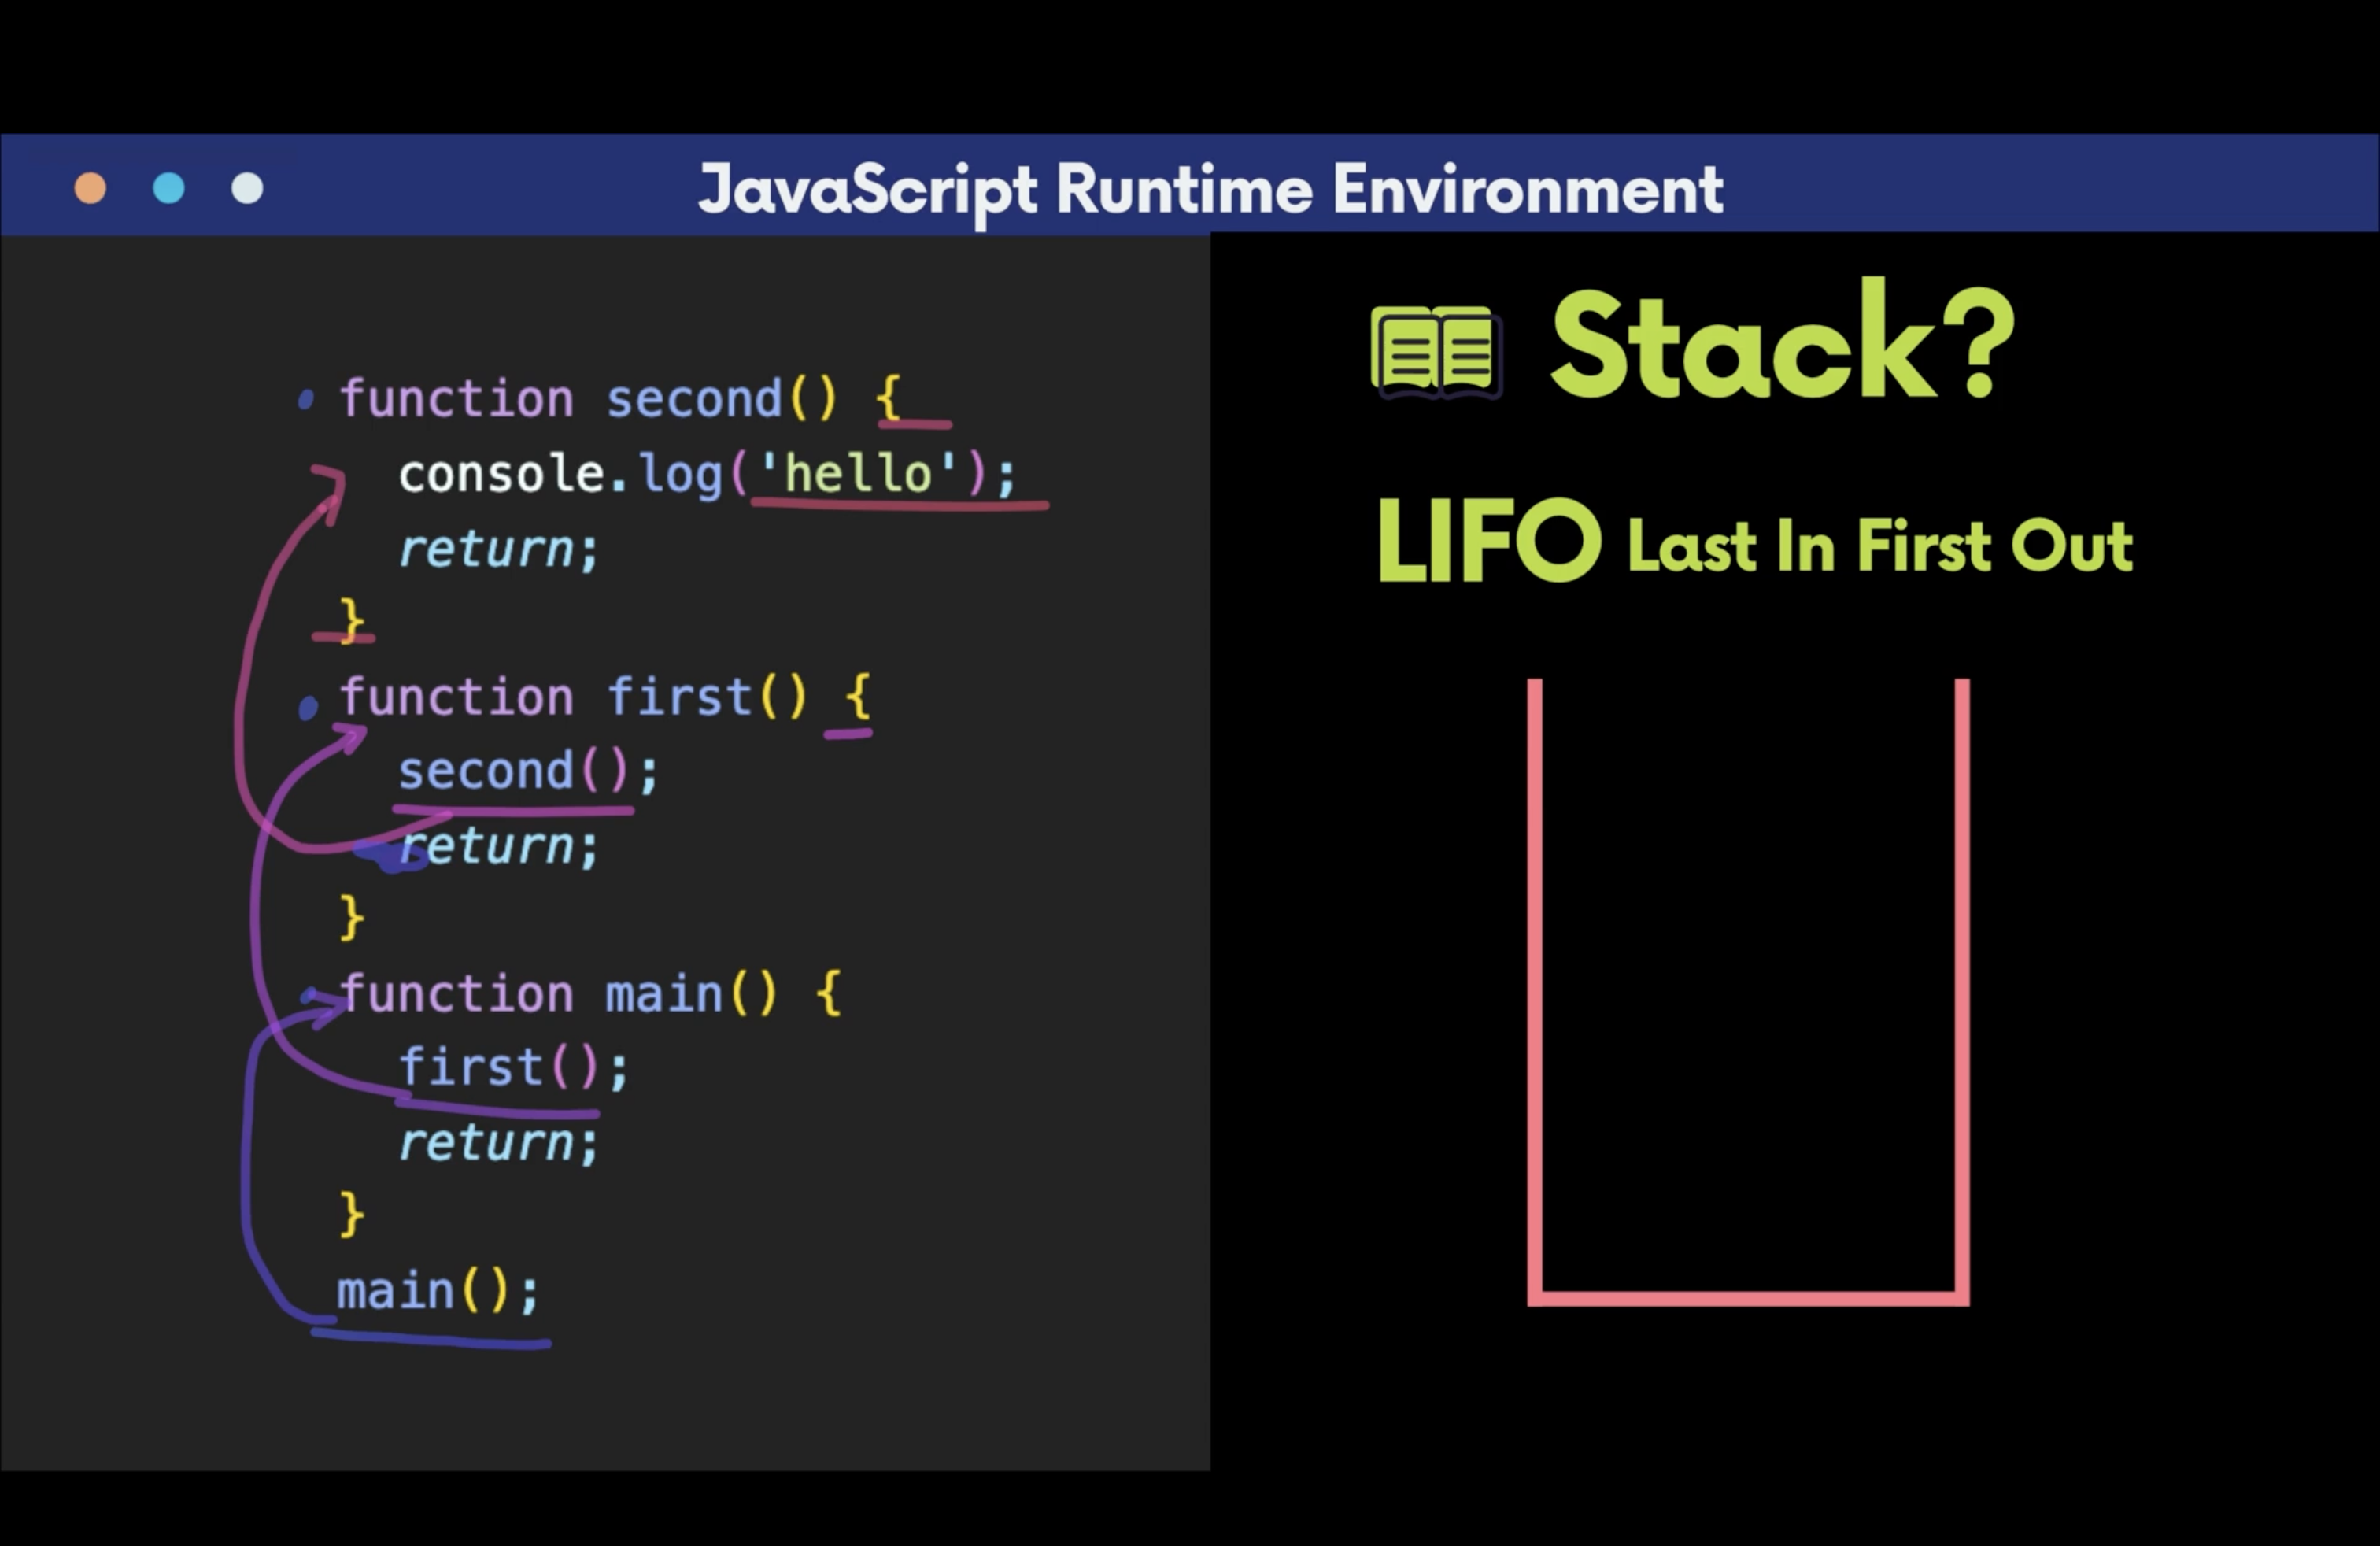 JavaScript Runtime Environment
function second() {
console.log('hello');
return;
}
function first() {
second();
return;
}
function main() {
first();
return;
}
main();
Stack?
LIFO Last In First Out